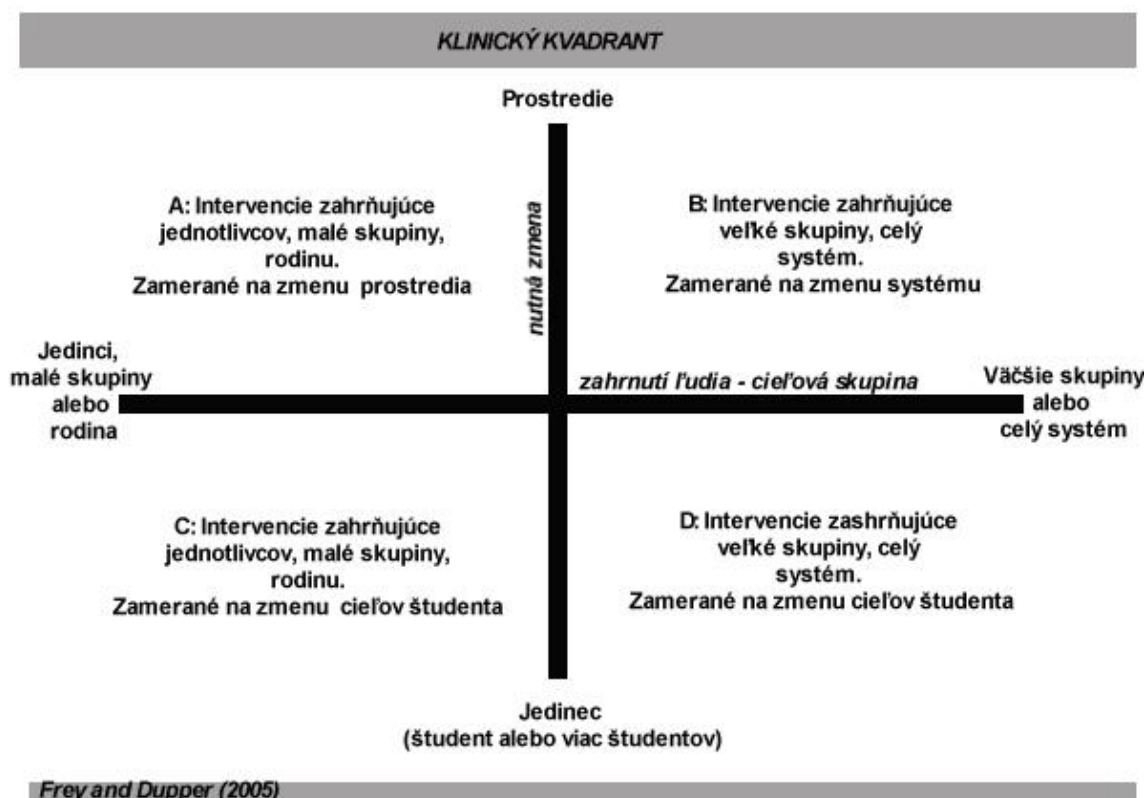 KLINICKÝ KVADRANT
Prostredie
A: Intervencie zahrňujúce
jednotlivcov, malé skupiny,
rodinu.
Zamerané na zmenu prostredia
nutná zmena
B: Intervencie zahrňujúce
veľké skupiny, celý
systém.
Zamerané na zmenu systému
Jedinci,
malé skupiny
alebo
rodina
zahrnutí ľudia - cieľová skupina
Väčšie skupiny
alebo
celý systém
C: Intervencie zahrňujúce
jednotlivcov, malé skupiny,
rodinu.
Zamerané na zmenu cieľov študenta
D: Intervencie zashrňujúce
veľké skupiny, celý
systém.
Zamerané na zmenu cieľov študenta
Jedinec
(študent alebo viac študentov)
Frey and Dupper (2005)